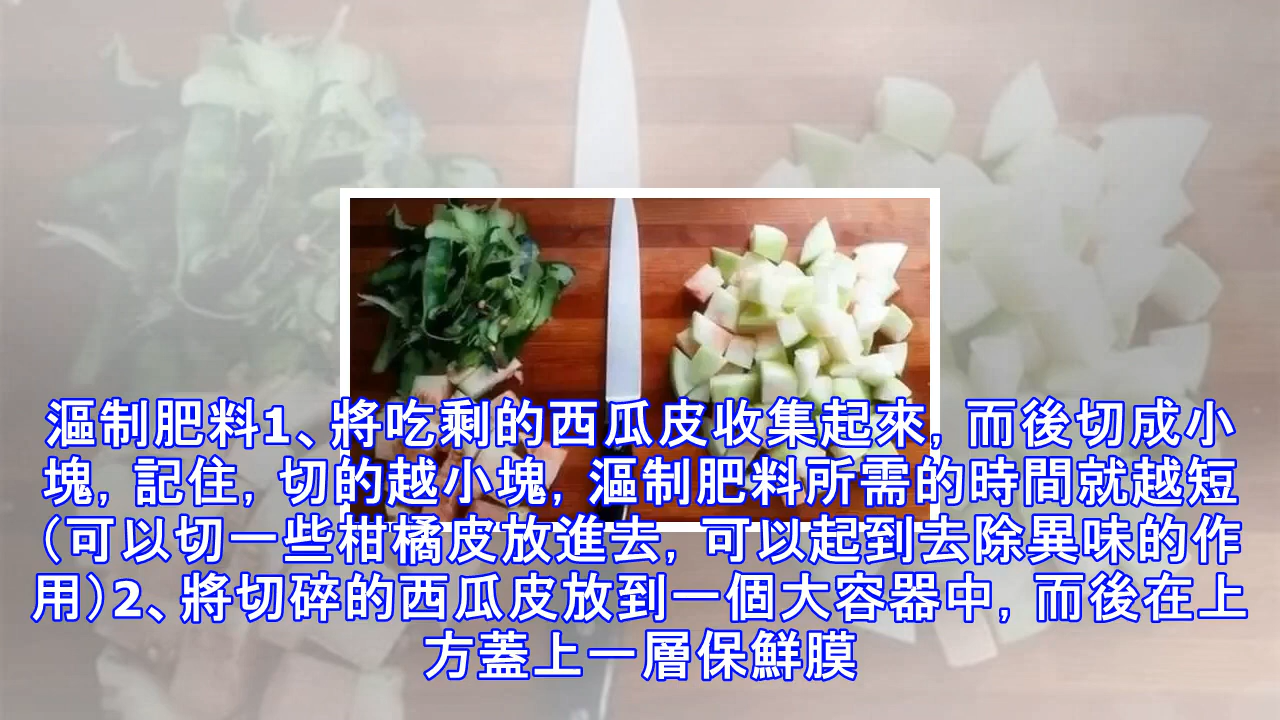 漚制肥料1、將吃剩的西瓜皮收集起來, 而後切成小
塊, 記住, 切的越小塊, 漚制肥料所需的時間就越短
(可以切一些柑橘皮放進去, 可以起到去除異味的作
用)2、將切碎的西瓜皮放到一個大容器中, 而後在上
方蓋上一層保鮮膜